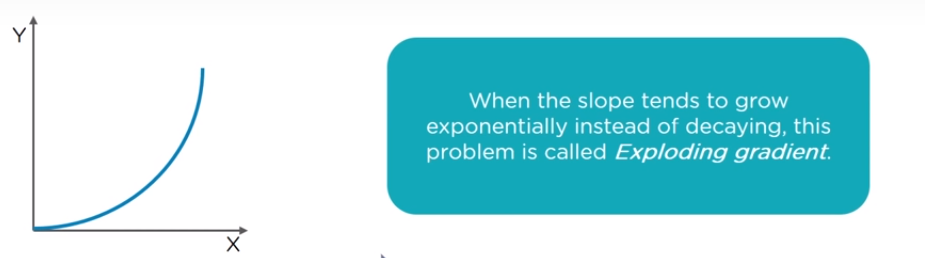 Y
When the slope tends to grow
exponentially instead of decaying, this
problem is called Exploding gradient.
X